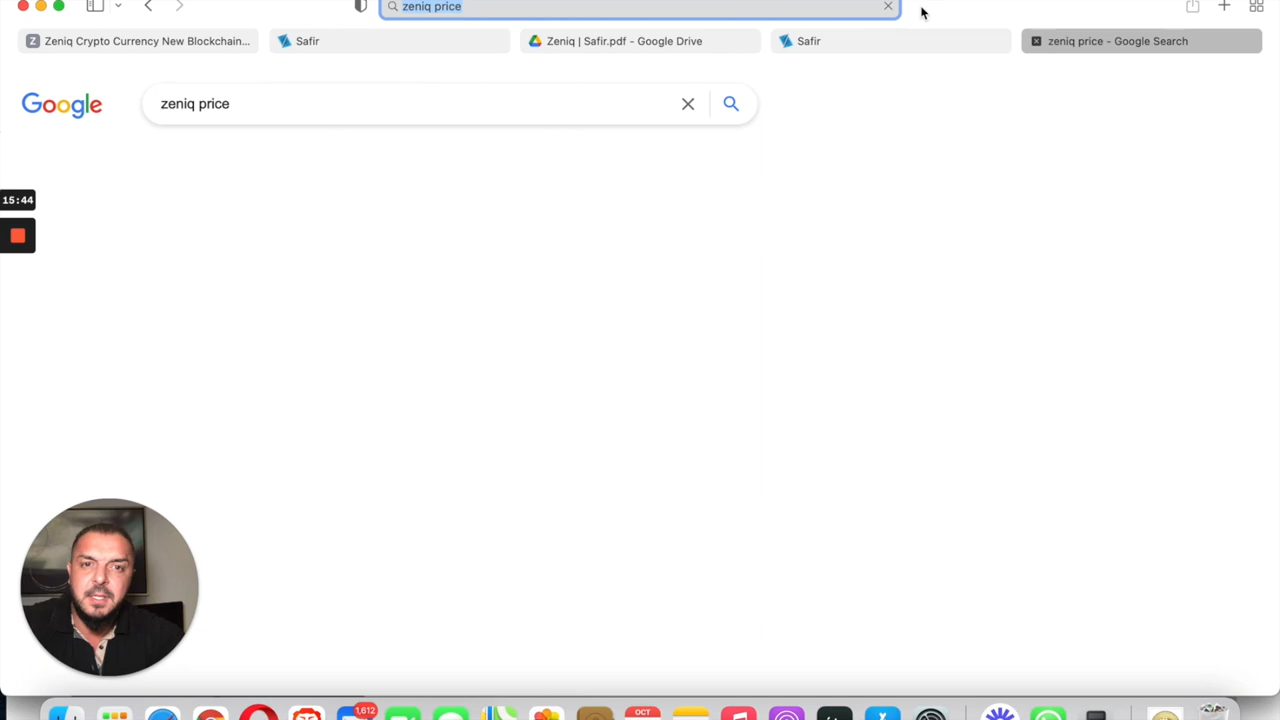 zeniq price
Zeniq Crypto Currency New Blockchain...
Safir
Zeniq | Safir.pdf - Google Drive
Safir
zeniq price - Google Search
Google
zeniq price
15:44
1,612
OCT